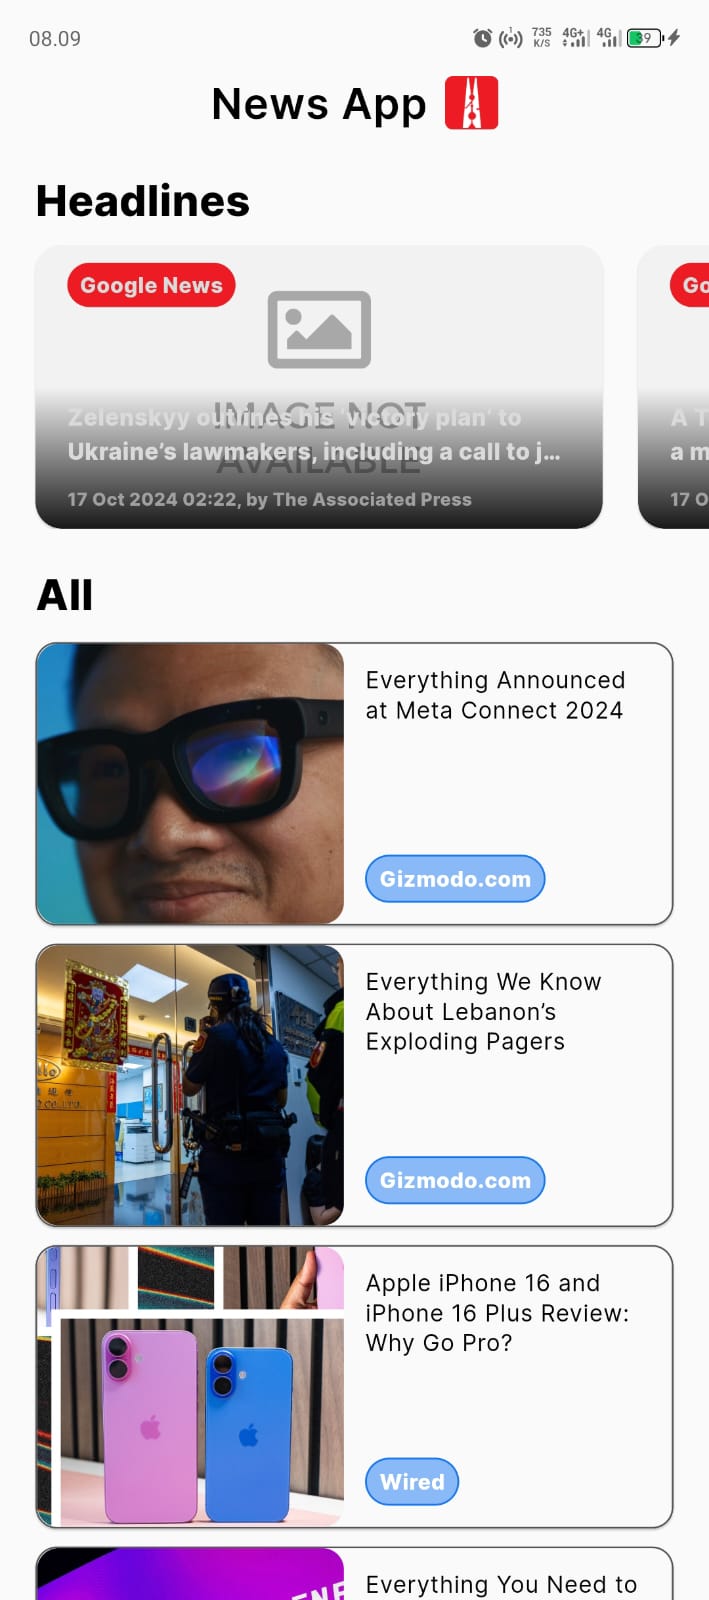 08.09
1
735
K/S
4G+
4G
39
News App
Headlines
Google News
Go
IMAGE NOT
AVAILABLE
Zelenskyy outlines his ‘victory plan’ to
Ukraine’s lawmakers, including a call to j...
17 Oct 2024 02:22, by The Associated Press
A T
a m
17 O
All
Everything Announced
at Meta Connect 2024
Gizmodo.com
Everything We Know
About Lebanon’s
Exploding Pagers
Gizmodo.com
Apple iPhone 16 and
iPhone 16 Plus Review:
Why Go Pro?
Wired
Everything You Need to